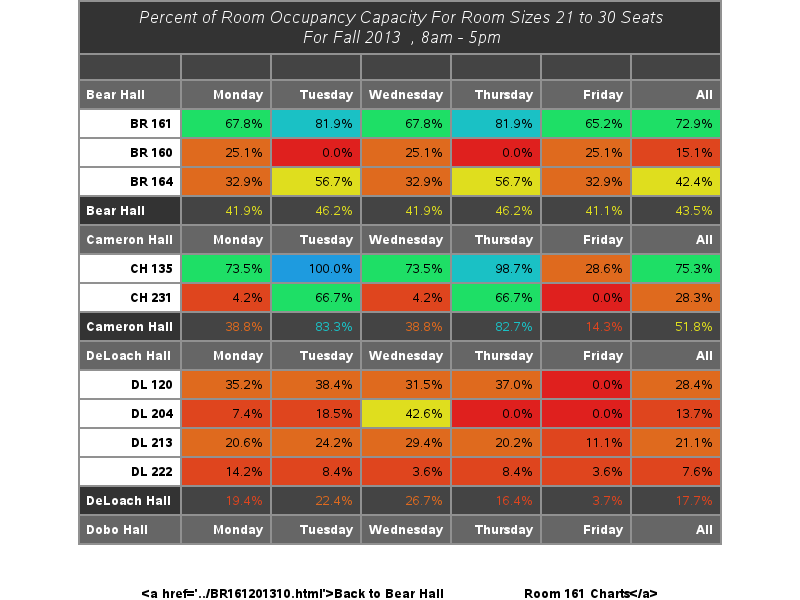 Percent of Room Occupancy Capacity For Room Sizes 21 to 30 Seats
For Fall 2013 , 8am - 5pm
Bear Hall Monday Tuesday Wednesday Thursday Friday All
BR 161 67.8% 81.9% 67.8% 81.9% 65.2% 72.9%
BR 160 25.1% 0.0% 25.1% 0.0% 25.1% 15.1%
BR 164 32.9% 56.7% 32.9% 56.7% 32.9% 42.4%
Bear Hall 41.9% 46.2% 41.9% 46.2% 41.1% 43.5%
Cameron Hall Monday Tuesday Wednesday Thursday Friday All
CH 135 73.5% 100.0% 73.5% 98.7% 28.6% 75.3%
CH 231 4.2% 66.7% 4.2% 66.7% 0.0% 28.3%
Cameron Hall 38.8% 83.3% 38.8% 82.7% 14.3% 51.8%
DeLoach Hall Monday Tuesday Wednesday Thursday Friday All
DL 120 35.2% 38.4% 31.5% 37.0% 0.0% 28.4%
DL 204 7.4% 18.5% 42.6% 0.0% 0.0% 13.7%
DL 213 20.6% 24.2% 29.4% 20.2% 11.1% 21.1%
DL 222 14.2% 8.4% 3.6% 8.4% 3.6% 7.6%
DeLoach Hall 19.4% 22.4% 26.7% 16.4% 3.7% 17.7%
Dobo Hall Monday Tuesday Wednesday Thursday Friday All
<a href='../BR161201310.html'>Back to Bear Hall Room 161 Charts</a>